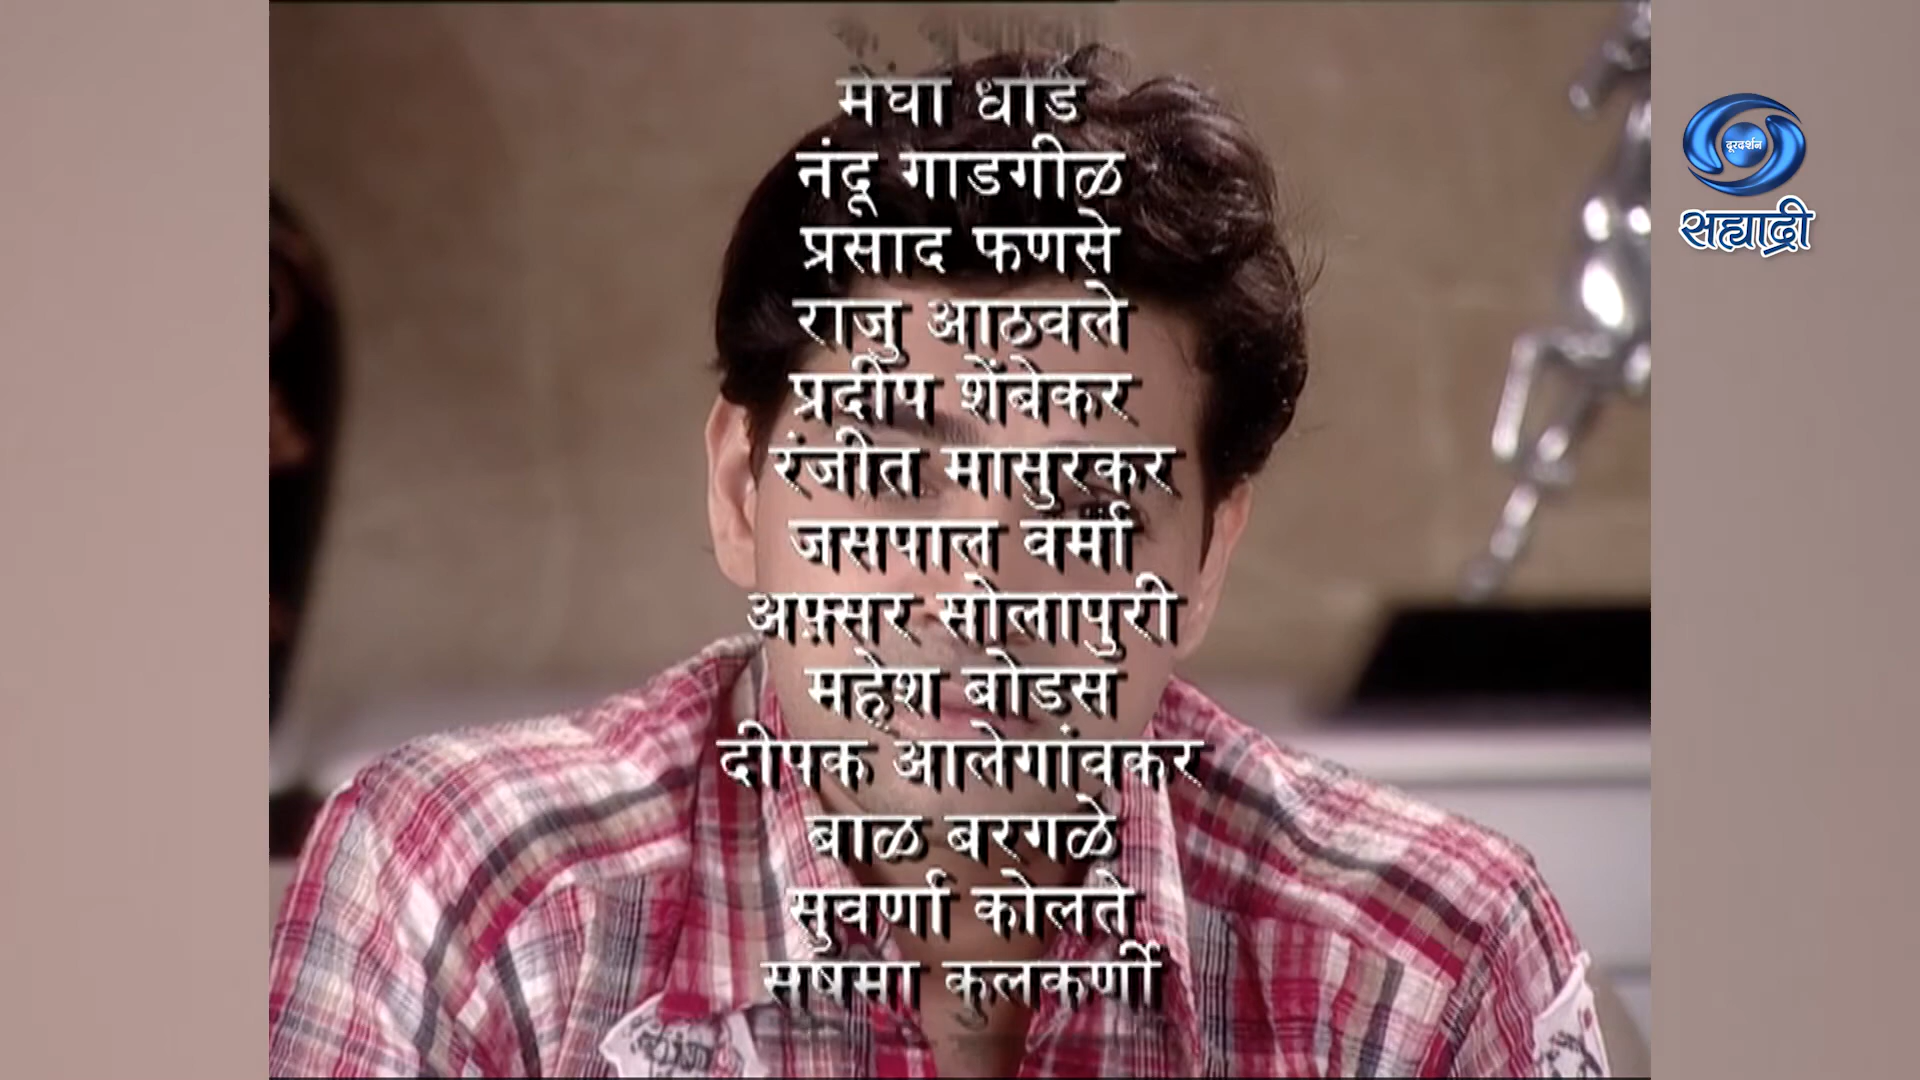 मेघा धाडे
नंदू गाडगीळ
प्रसाद फणसे
राजु आठवले
प्रदीप शेंबेकर
रंजीत मासुरकर
जसपाल वर्मा
अफ़्सर सोलापुरी
महेश बोडस
दीपक आलेगांवकर
बाळ बरगळे
सुवर्णा कोलते
सुषमा कुलकर्णी
दूरदर्शन
सह्याद्री